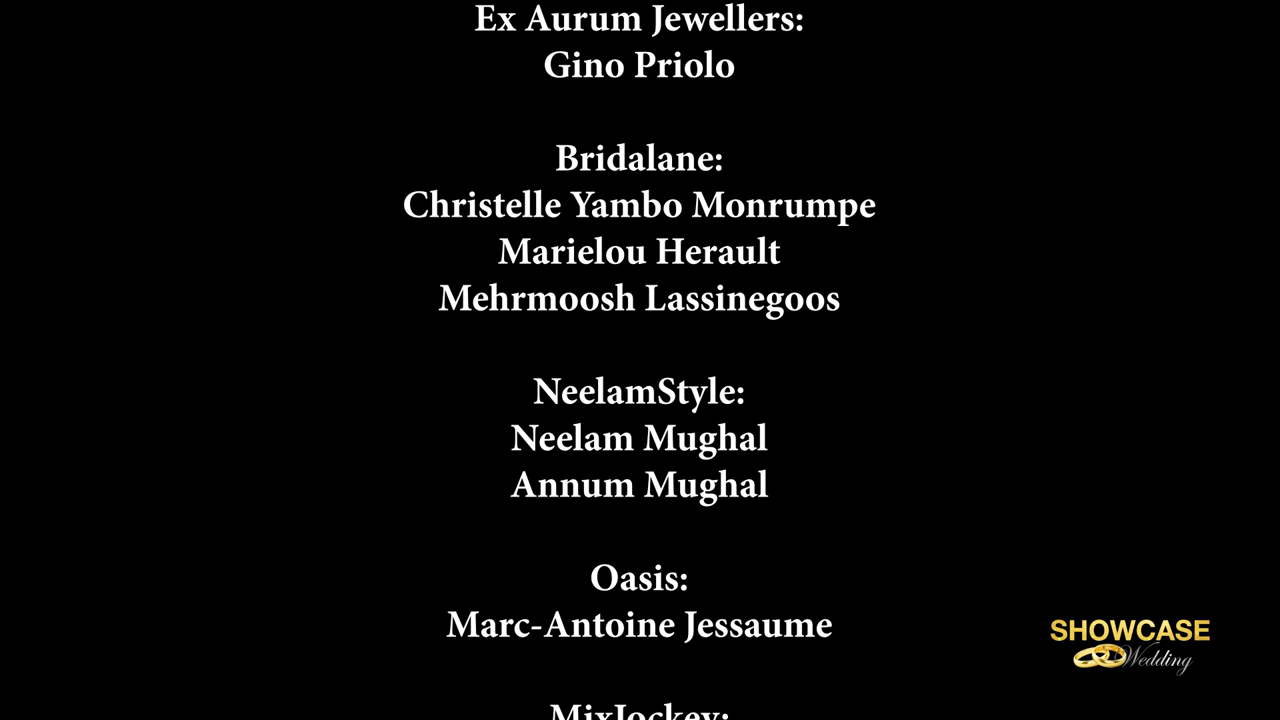 Ex Aurum Jewellers:
Gino Priolo
Bridalane:
Christelle Yambo Monrumpe
Marielou Herault
Mehrmoosh Lassinegoos
NeelamStyle:
Neelam Mughal
Annum Mughal
Oasis:
Marc-Antoine Jessaume
SHOWCASE
Wedding
MixJockey: